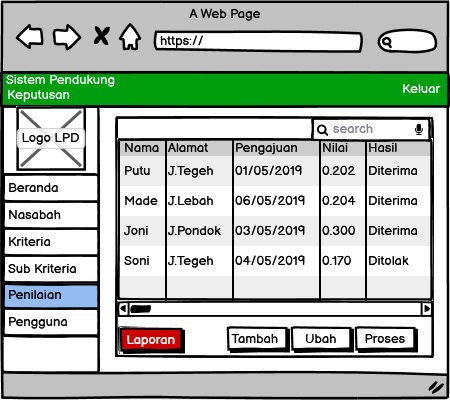 A Web Page
https://
Sistem Pendukung
Keputusan
Keluar
Logo LPD
Beranda
Nasabah
Kriteria
Sub Kriteria
Penilaian
Pengguna
search
Nama Alamat Pengajuan Nilai Hasil
Putu J.Tegeh 01/05/2019 0.202 Diterima
Made J.Lebah 06/05/2019 0.204 Diterima
Joni J.Pondok 03/05/2019 0.300 Diterima
Soni J.Tegeh 04/05/2019 0.170 Ditolak
Laporan Tambah Ubah Proses